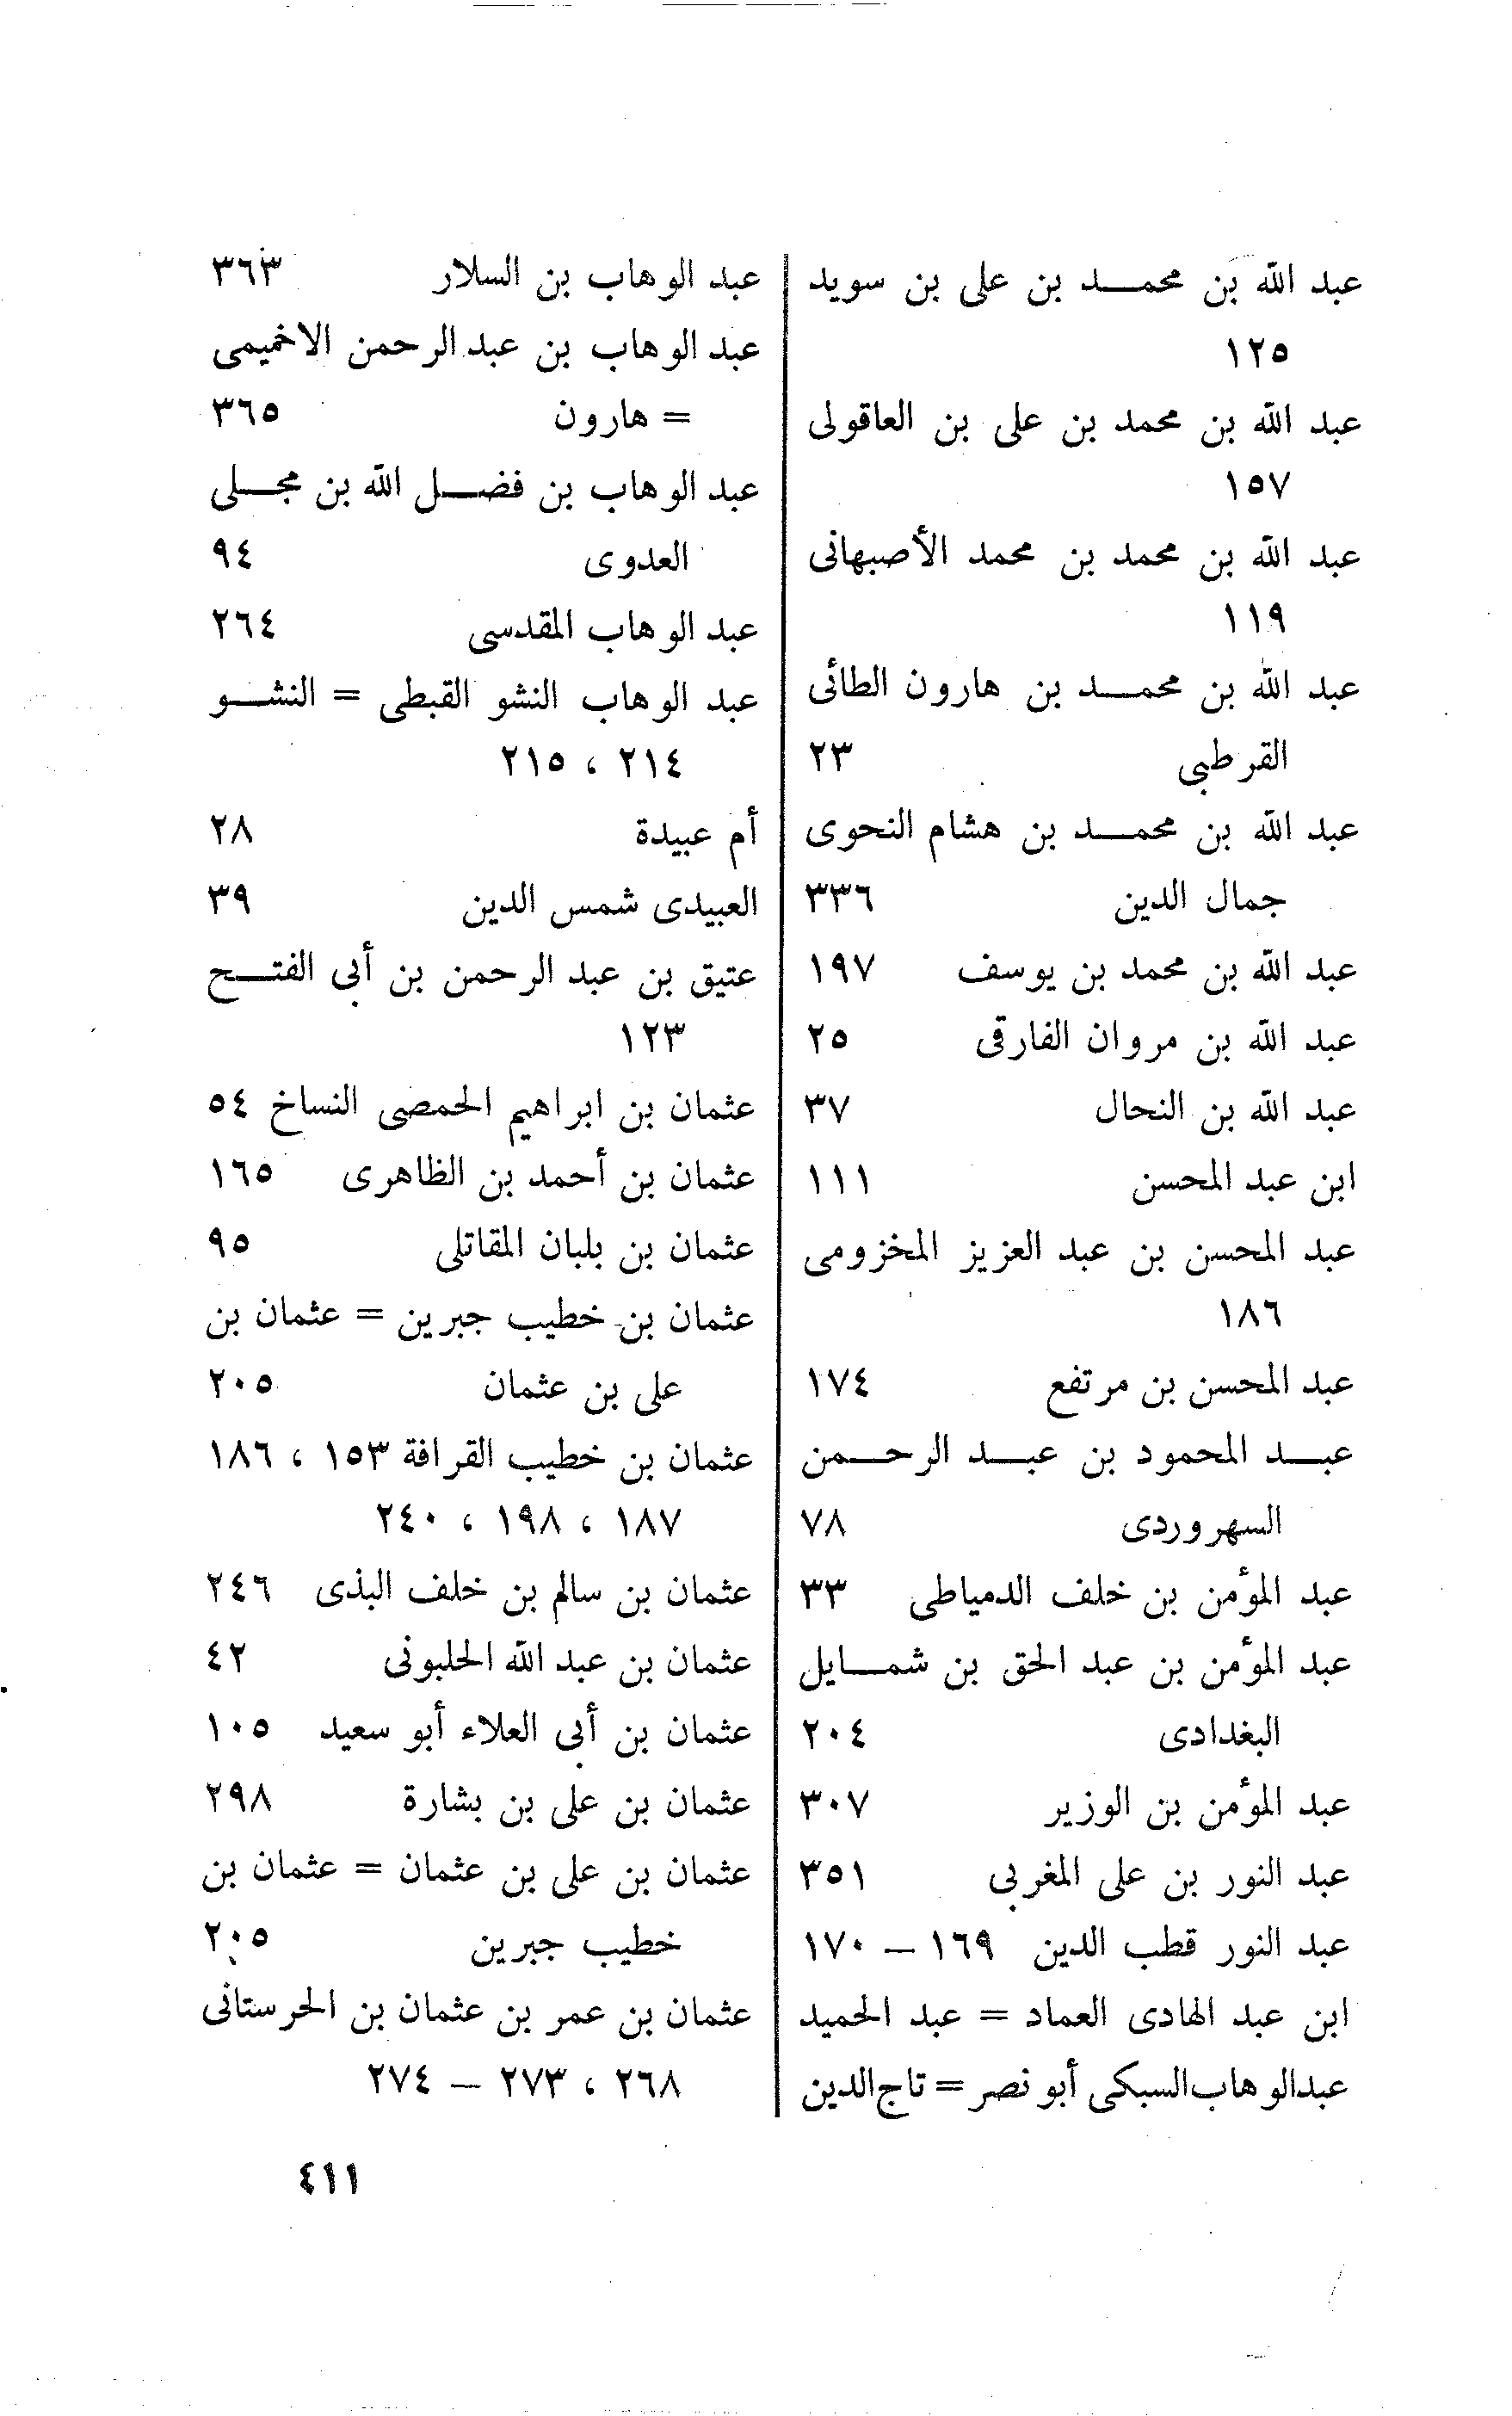 عبد الله بن محمـــد بن على بن سويد
١٢٥
عبد الله بن محمد بن على بن العاقولى
١٥٧
عبد الله بن محمد بن محمد الأصبهانى
١١٩
عبد الله بن محمـــد بن هارون الطائى
القرطبى ٢٣
عبد الله بن محمـــد بن هشام النحوى
جمال الدين ٣٣٦
عبد الله بن محمد بن يوسف ١٩٧
عبد الله بن مروان الفارقى ٢٥
عبد الله بن النحال ٣٧
ابن عبد المحسن ١١١
عبد المحسن بن عبد العزيز المخزومى
١٨٦
عبد المحسن بن مرتفع ١٧٤
عبـــد المحمود بن عبـــد الرحـــمن
السهروردى ٧٨
عبد المؤمن بن خلف الدمياطى ٣٣
عبد المؤمن بن عبد الحق بن شمـــايل
البغدادى ٢٠٤
عبد المؤمن بن الوزير ٣٠٧
عبد النور بن على المغربى ٣٥١
عبد النور قطب الدين ١٦٩ – ١٧٠
ابن عبد الهادى العماد = عبد الحميد
عبدالوهاب السبكى أبو نصر = تاج الدين
عبد الوهاب بن السلار ٣٦٣
عبد الوهاب بن عبد الرحمن الاخميمى
= هارون ٣٦٥
عبد الوهاب بن فضـــل الله بن مجـــلى
العدوى ٩٤
عبد الوهاب المقدسى ٢٦٤
عبد الوهاب النشو القبطى = النشـــو
٢١٤ ، ٢١٥
أم عبيدة ٢٨
العبيدى شمس الدين ٣٩
عتيق بن عبد الرحمن بن أبى الفتـــح
١٢٣
عثمان بن ابراهيم الحمصى النساخ ٥٤
عثمان بن أحمد بن الظاهرى ١٦٥
عثمان بن بلبان المقاتلى ٩٥
عثمان بن خطيب جبرين = عثمان بن
على بن عثمان ٢٠٥
عثمان بن خطيب القرافة ١٥٣ ، ١٨٦
١٨٧ ، ١٩٨ ، ٢٤٠
عثمان بن سالم بن خلف البذى ٢٤٦
عثمان بن عبد الله الحلبونى ٤٢
عثمان بن أبى العلاء أبو سعيد ١٠٥
عثمان بن على بن بشارة ٢٩٨
عثمان بن على بن عثمان = عثمان بن
خطيب جبرين ٢٠٥
عثمان بن عمر بن عثمان بن الحرستانى
٢٦٨ ، ٢٧٣ – ٢٧٤
٤١١